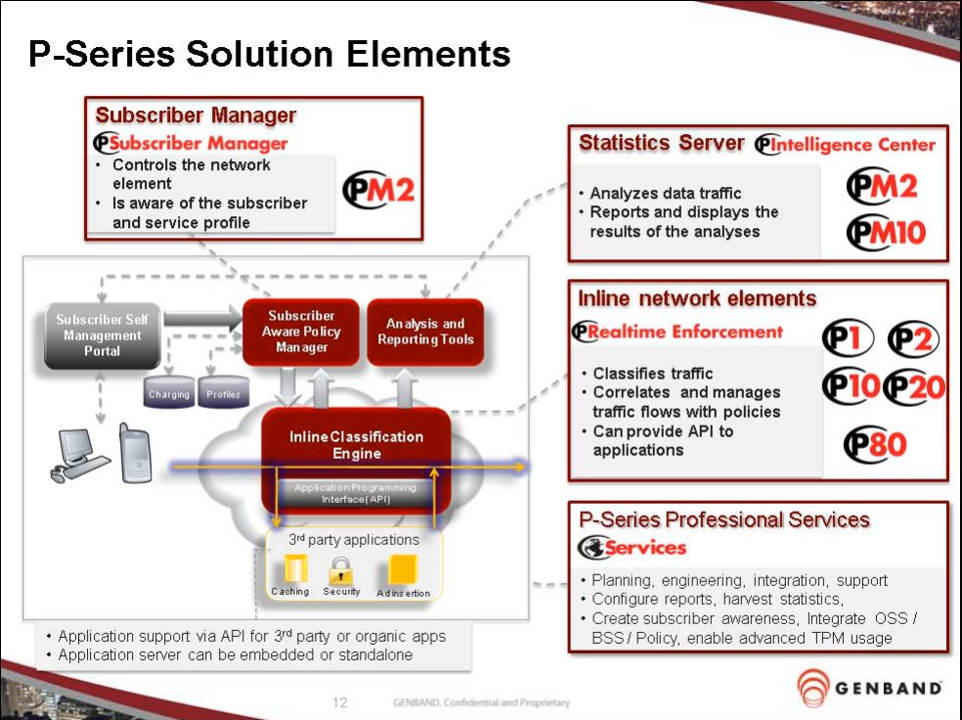 P-Series Solution Elements
Subscriber Manager
PSubscriber Manager
• Controls the network
element
• Is aware of the subscriber
and service profile
PM2
Statistics Server
PIntelligence Center
• Analyzes data traffic
• Reports and displays the
results of the analyses
PM2
PM10
Subscriber Self
Management
Portal
Subscriber
Aware Policy
Manager
Analysis and
Reporting Tools
Charging
Profiles
Inline Classification
Engine
Application Programming
Interface (API)
3rd party applications
Caching
Security
Ad insertion
Inline network elements
PRealtime Enforcement
• Classifies traffic
• Correlates and manages
traffic flows with policies
• Can provide API to
applications
P1
P2
P10
P20
P80
P-Series Professional Services
Services
• Planning, engineering, integration, support
• Configure reports, harvest statistics,
• Create subscriber awareness, Integrate OSS /
BSS / Policy, enable advanced TPM usage
• Application support via API for 3rd party or organic apps
• Application server can be embedded or standalone
12
GENBAND. Confidential and Proprietary
GENBAND